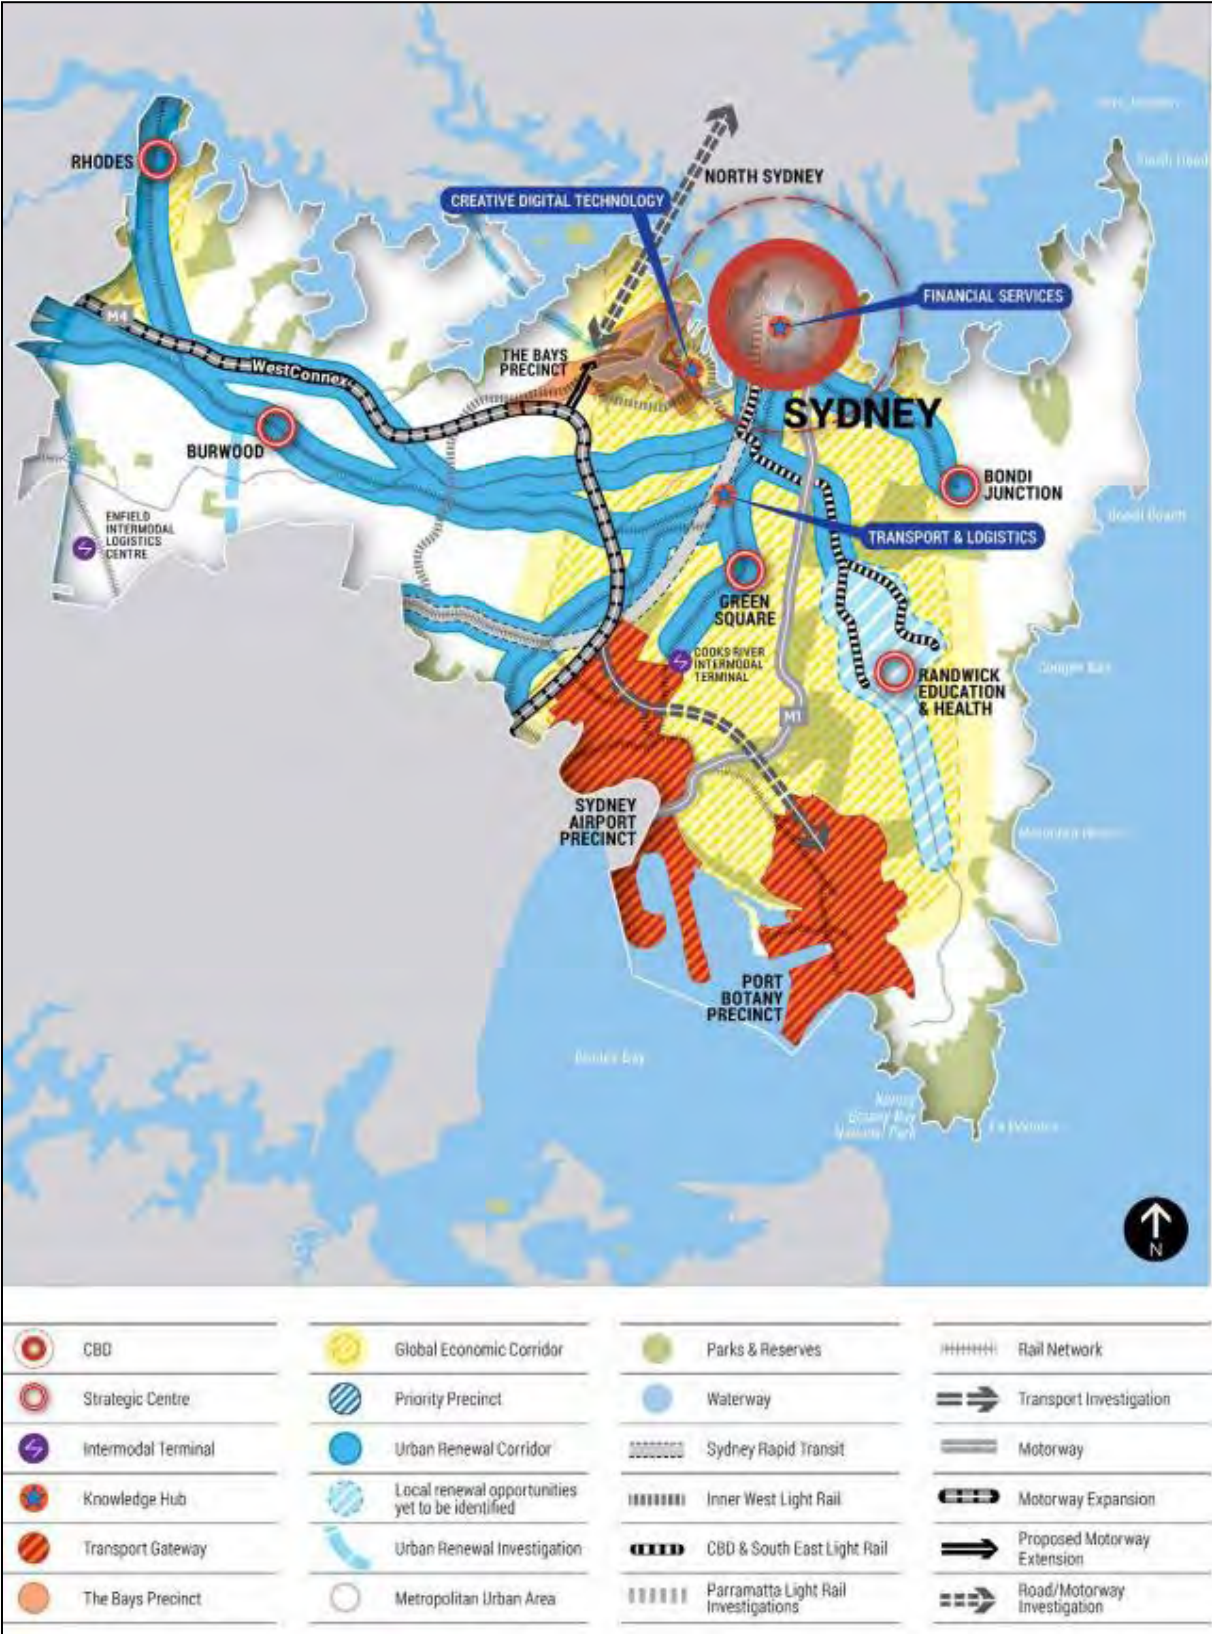 RHODES
NORTH SYDNEY
CREATIVE DIGITAL TECHNOLOGY
FINANCIAL SERVICES
M4
WestConnex
THE BAYS
PRECINCT
SYDNEY
BURWOOD
BONDI
JUNCTION
Bondi Beach
ENFIELD
INTERMODAL
LOGISTICS
CENTRE
TRANSPORT & LOGISTICS
GREEN
SQUARE
COOKS RIVER
INTERMODAL
TERMINAL
RANDWICK
EDUCATION
& HEALTH
M1
SYDNEY
AIRPORT
PRECINCT
PORT
BOTANY
PRECINCT
Botany Bay
National Park
N
CBD
Global Economic Corridor
Parks & Reserves
Rail Network
Strategic Centre
Priority Precinct
Waterway
Transport Investigation
Intermodal Terminal
Urban Renewal Corridor
Sydney Rapid Transit
Motorway
Knowledge Hub
Local renewal opportunities
yet to be identified
Inner West Light Rail
Motorway Expansion
Transport Gateway
Urban Renewal Investigation
CBD & South East Light Rail
Proposed Motorway
Extension
The Bays Precinct
Metropolitan Urban Area
Parramatta Light Rail
Investigations
Road/Motorway
Investigation